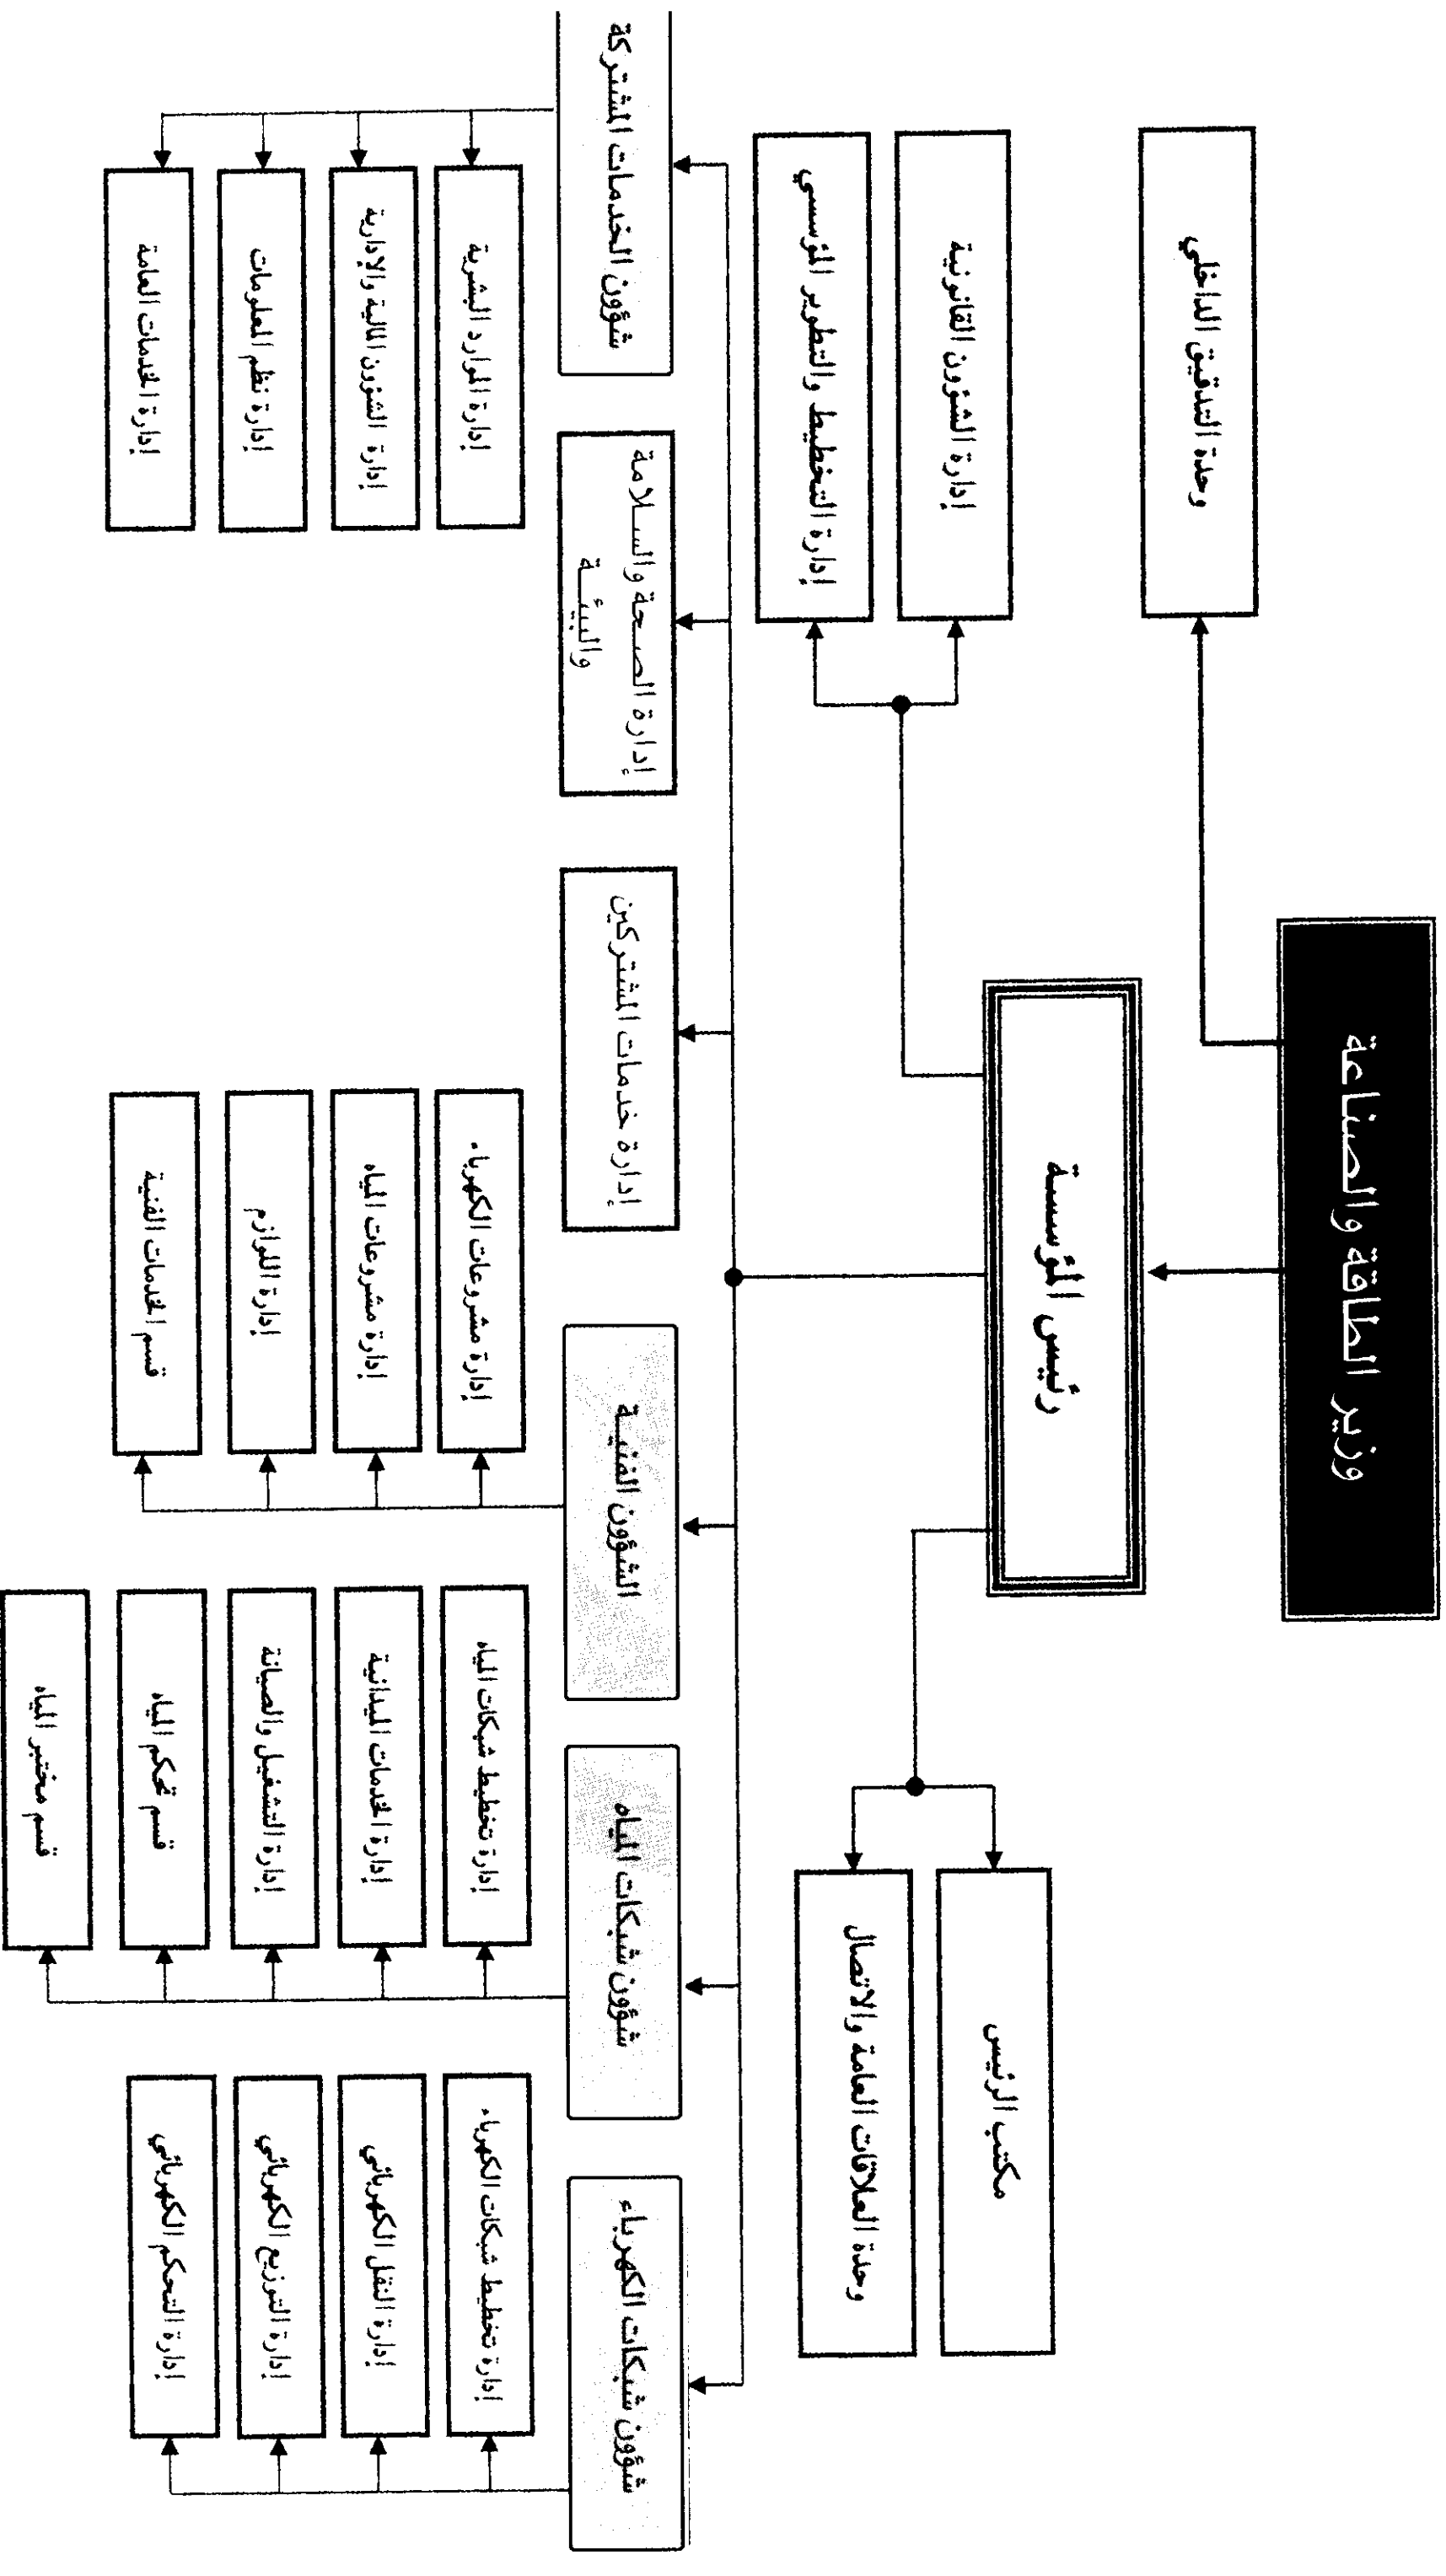 وزير الطاقة والصناعة
رئيس المؤسسة
وحدة التدقيق الداخلي
إدارة الشؤون القانونية
إدارة التخطيط والتطوير المؤسسي
مكتب الرئيس
وحدة العلاقات العامة والاتصال
شؤون شبكات الكهرباء
إدارة تخطيط شبكات الكهرباء
إدارة النقل الكهربائي
إدارة التوزيع الكهربائي
إدارة التحكم الكهربائي
شؤون شبكات المياه
إدارة تخطيط شبكات المياه
إدارة الخدمات الميدانية
إدارة التشغيل والصيانة
قسم تحكم المياه
قسم مختبر المياه
الشؤون الفنيـة
إدارة مشروعات الكهرباء
إدارة مشروعات المياه
إدارة اللوازم
قسم الخدمات الفنية
إدارة خدمات المشتركين
إدارة الصحة والسلامة
والبيئـة
شؤون الخدمات المشتركة
إدارة الموارد البشرية
إدارة الشؤون المالية والإدارية
إدارة نظم المعلومات
إدارة الخدمات العامة